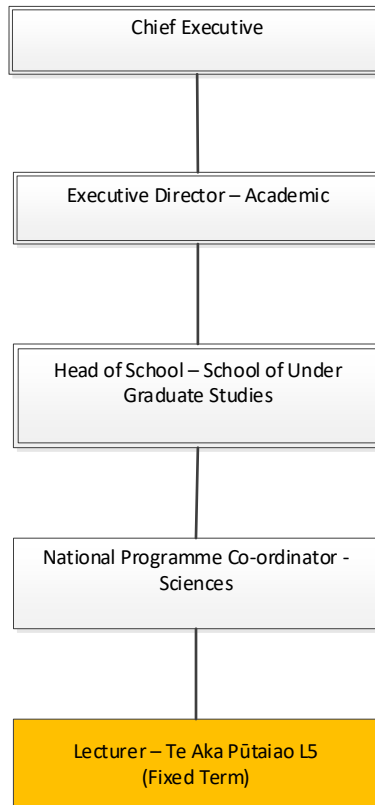 Chief Executive
Executive Director – Academic
Head of School – School of Under
Graduate Studies
National Programme Co-ordinator -
Sciences
Lecturer – Te Aka Pūtaiao L5
(Fixed Term)